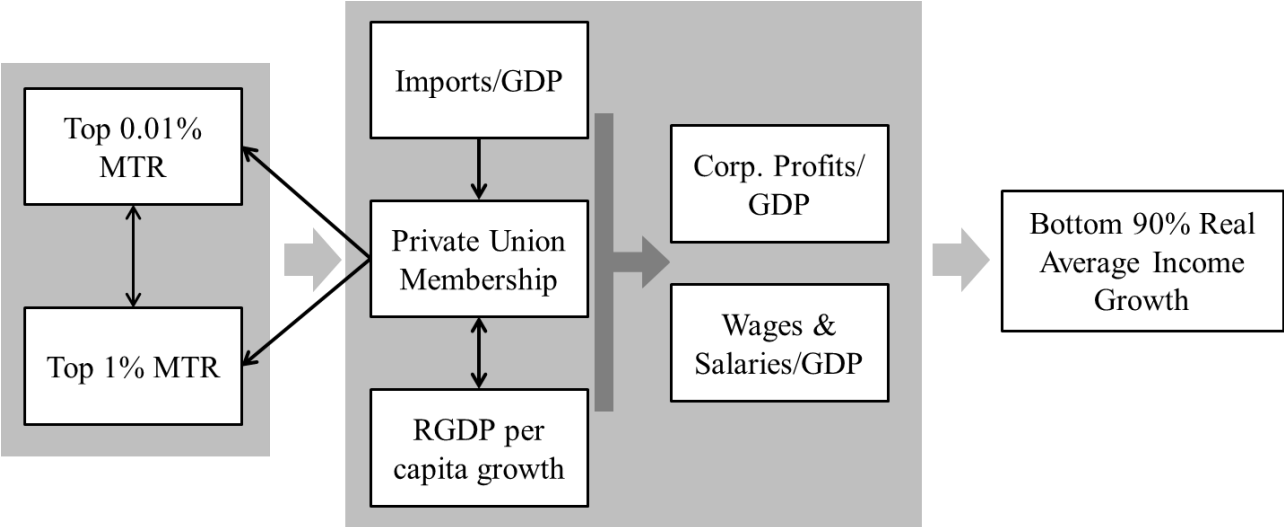 Top 0.01%
MTR
Top 1% MTR
Imports/GDP
Private Union
Membership
RGDP per
capita growth
Corp. Profits/
GDP
Wages &
Salaries/GDP
Bottom 90% Real
Average Income
Growth